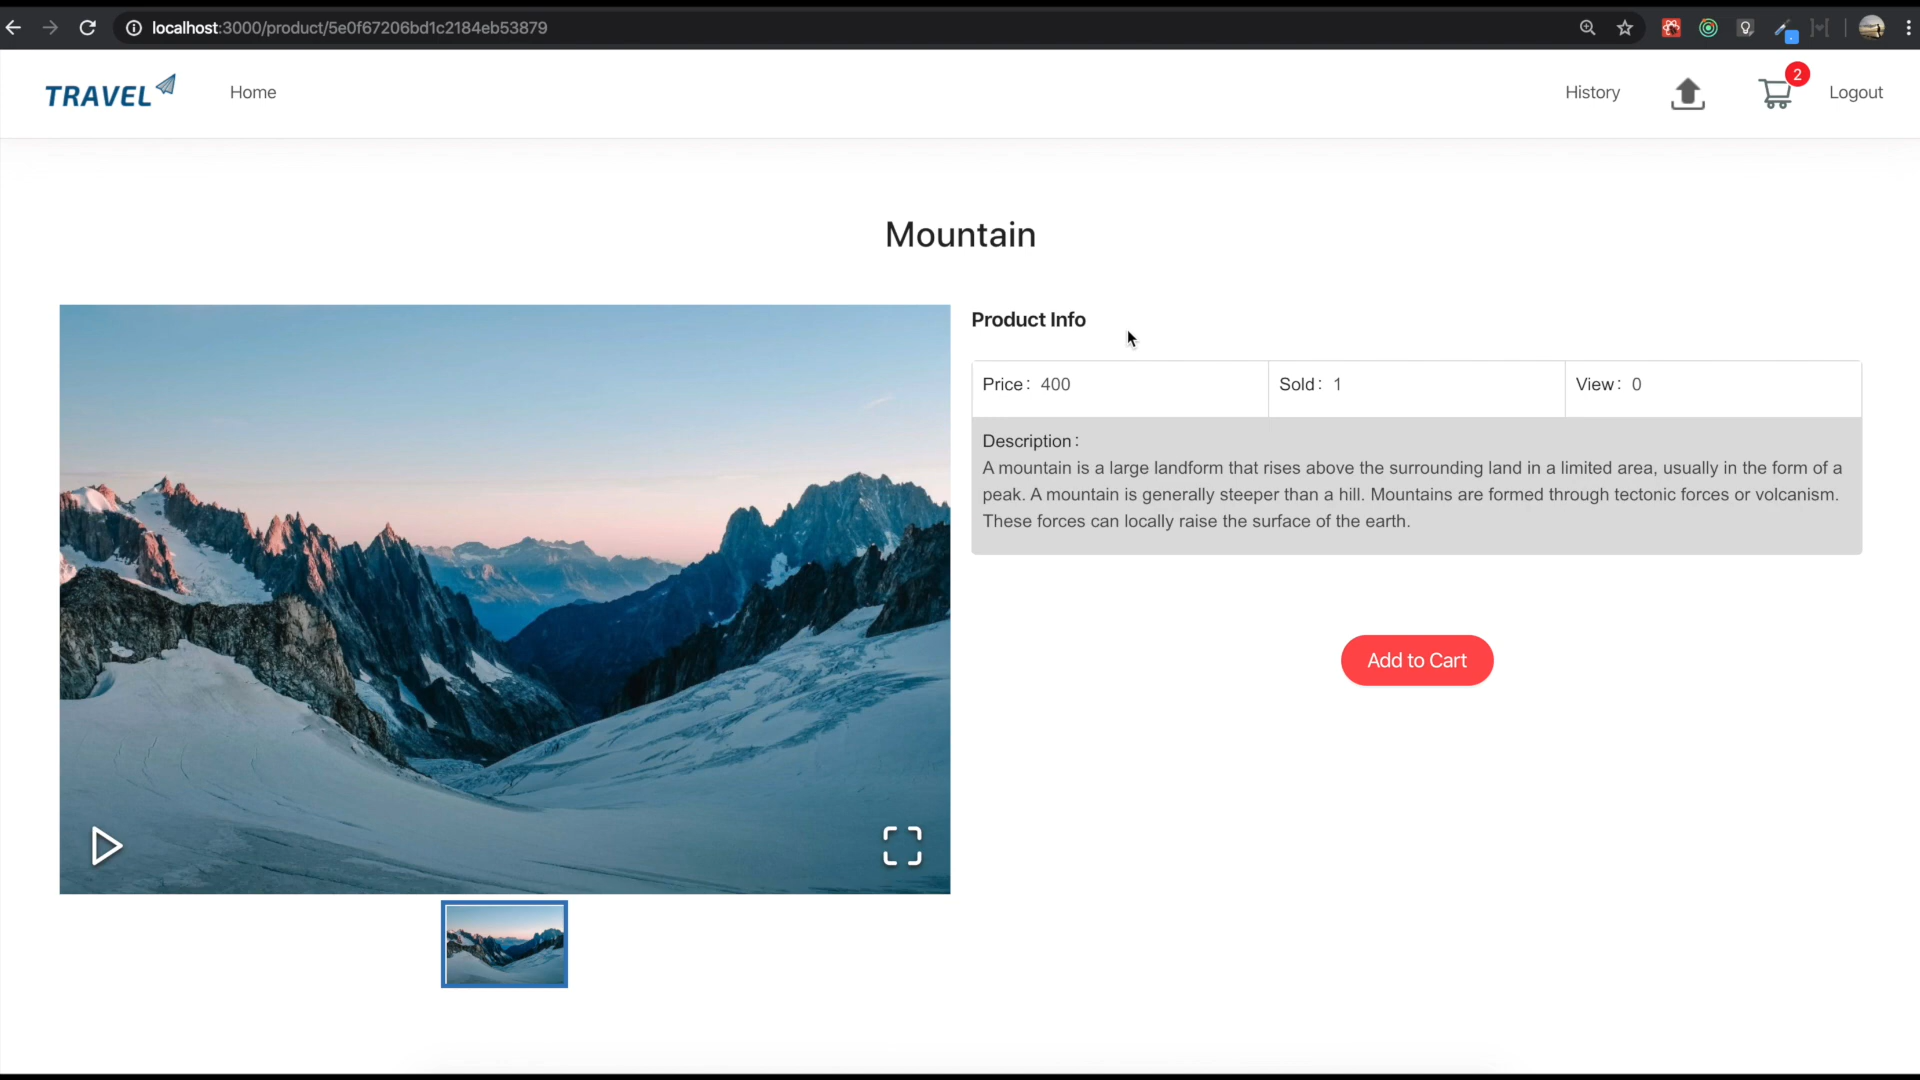 localhost:3000/product/5e0f67206bd1c2184eb53879
TRAVEL
Home
History
2
Logout
Mountain
Product Info
Price: 400
Sold: 1
View: 0
Description:
A mountain is a large landform that rises above the surrounding land in a limited area, usually in the form of a
peak. A mountain is generally steeper than a hill. Mountains are formed through tectonic forces or volcanism.
These forces can locally raise the surface of the earth.
Add to Cart